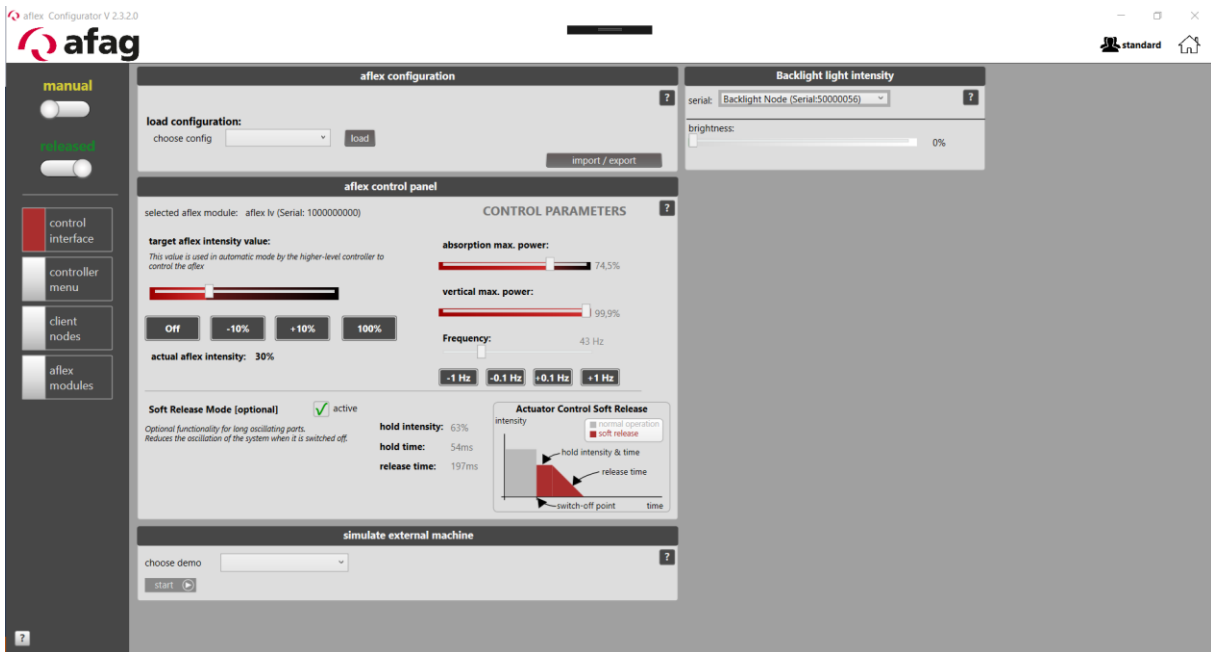 aflex Configurator V 2.3.2.0
afag
standard
manual
released
control
interface
controller
menu
client
nodes
aflex
modules
?
aflex configuration
?
load configuration:
choose config
load
import / export
aflex control panel
selected aflex module: aflex lv (Serial: 1000000000)
CONTROL PARAMETERS
?
target aflex intensity value:
This value is used in automatic mode by the higher-level controller to
control the aflex
Off
-10%
+10%
100%
actual aflex intensity: 30%
absorption max. power:
74,5%
vertical max. power:
99,9%
Frequency:
43 Hz
-1 Hz
-0.1 Hz
+0.1 Hz
+1 Hz
Soft Release Mode [optional]
active
Optional functionality for long oscillating parts.
Reduces the oscillation of the system when it is switched off.
hold intensity: 63%
hold time: 54ms
release time: 197ms
Actuator Control Soft Release
intensity
normal operation
soft release
hold intensity & time
release time
switch-off point
time
simulate external machine
?
choose demo
start
Backlight light intensity
serial: Backlight Node (Serial:50000056)
?
brightness:
0%